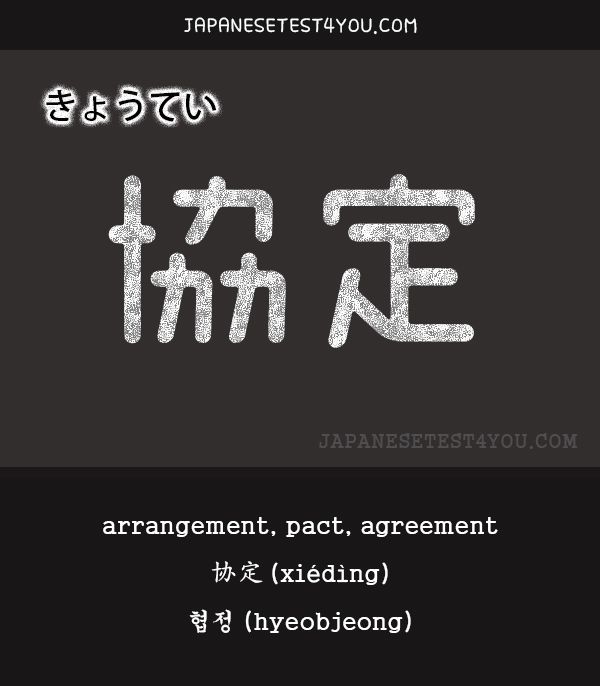 JAPANESETEST4YOU.COM
きょうてい
協定
JAPANESETEST4YOU.COM
arrangement, pact, agreement
协定 (xiédìng)
협정 (hyeobjeong)